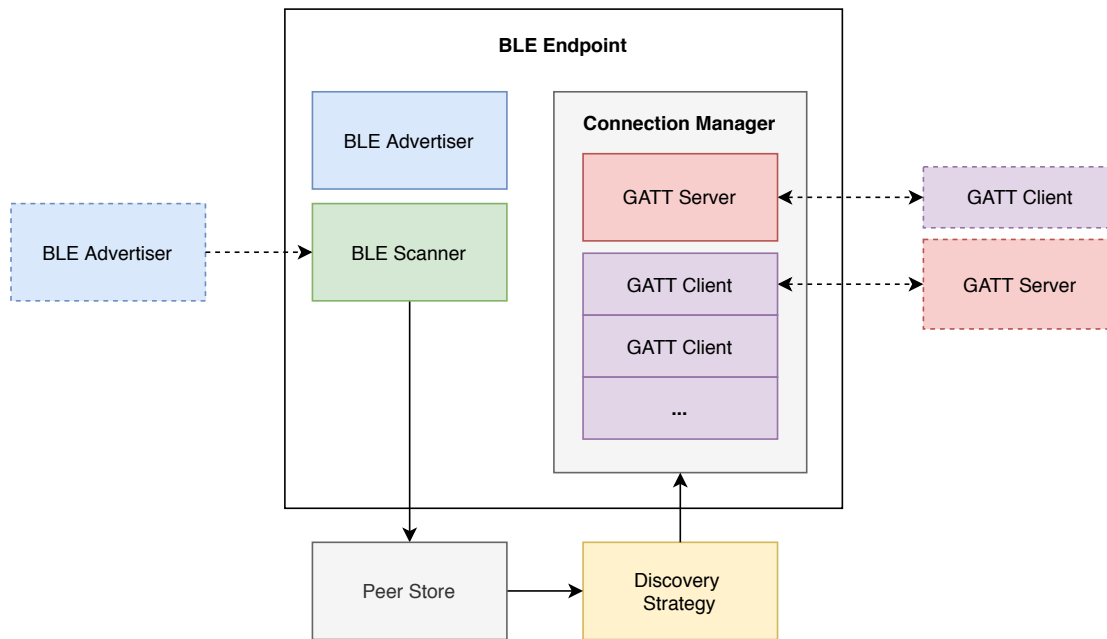 BLE Endpoint
BLE Advertiser
Connection Manager
GATT Server
GATT Client
BLE Advertiser
BLE Scanner
GATT Client
GATT Server
GATT Client
...
Peer Store
Discovery
Strategy